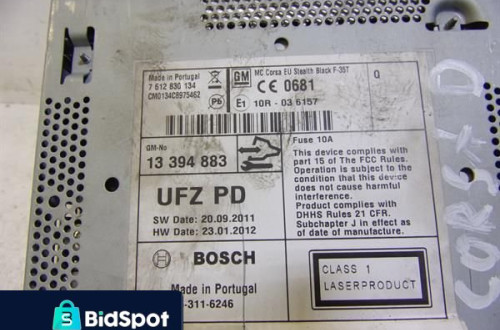 Made in Portugal
7 612 830 134
CM0134C8975462
Pb
GM
MC Corsa EU Stealth Black F-35T
0
CE 0681
E1 10R - 03 6157
GM-No
13 394 883
Fuse 10A
UFZ PD
SW Date: 20.09.2011
HW Date: 23.01.2012
This device complies with
part 15 of The FCC Rules.
Operation is subject to the
condition that this device
does not cause harmful
interference.
Product complies with
DHHS Rules 21 CFR.
Subchapter J in effect as
of date of manufacture.
BOSCH
Made in Portugal
-311-6246
CLASS 1
LASERPRODUCT
CORSA D
BidSpot